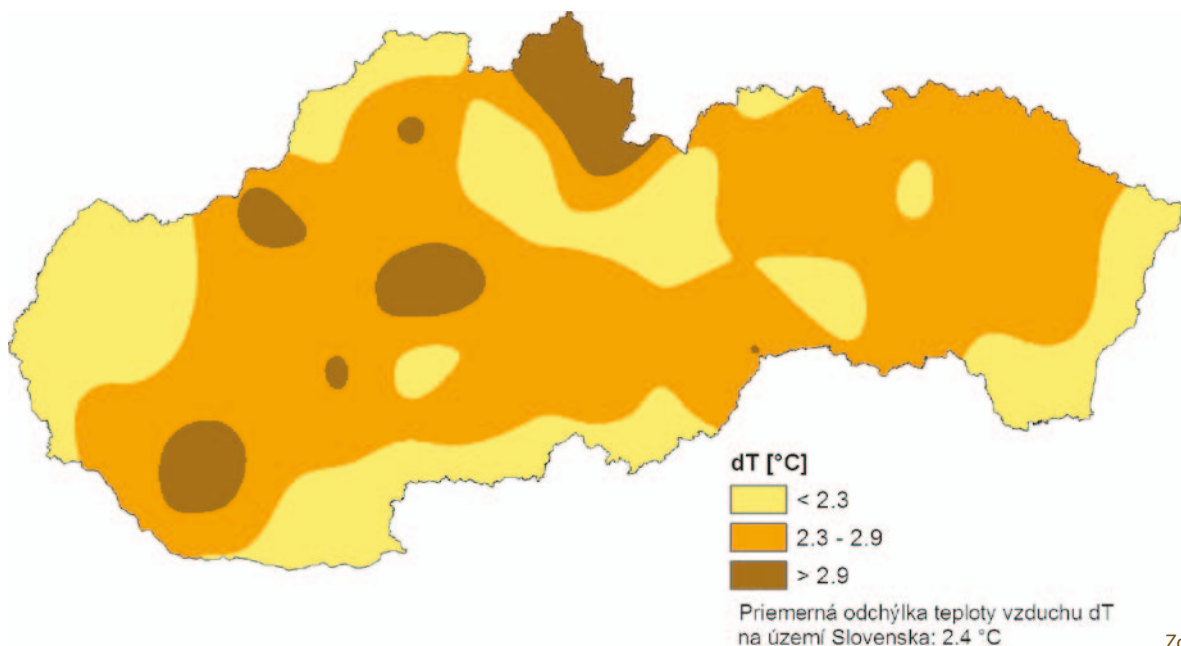 dT [°C]
< 2.3
2.3 - 2.9
> 2.9
Priemerná odchýlka teploty vzduchu dT
na území Slovenska: 2.4 °C